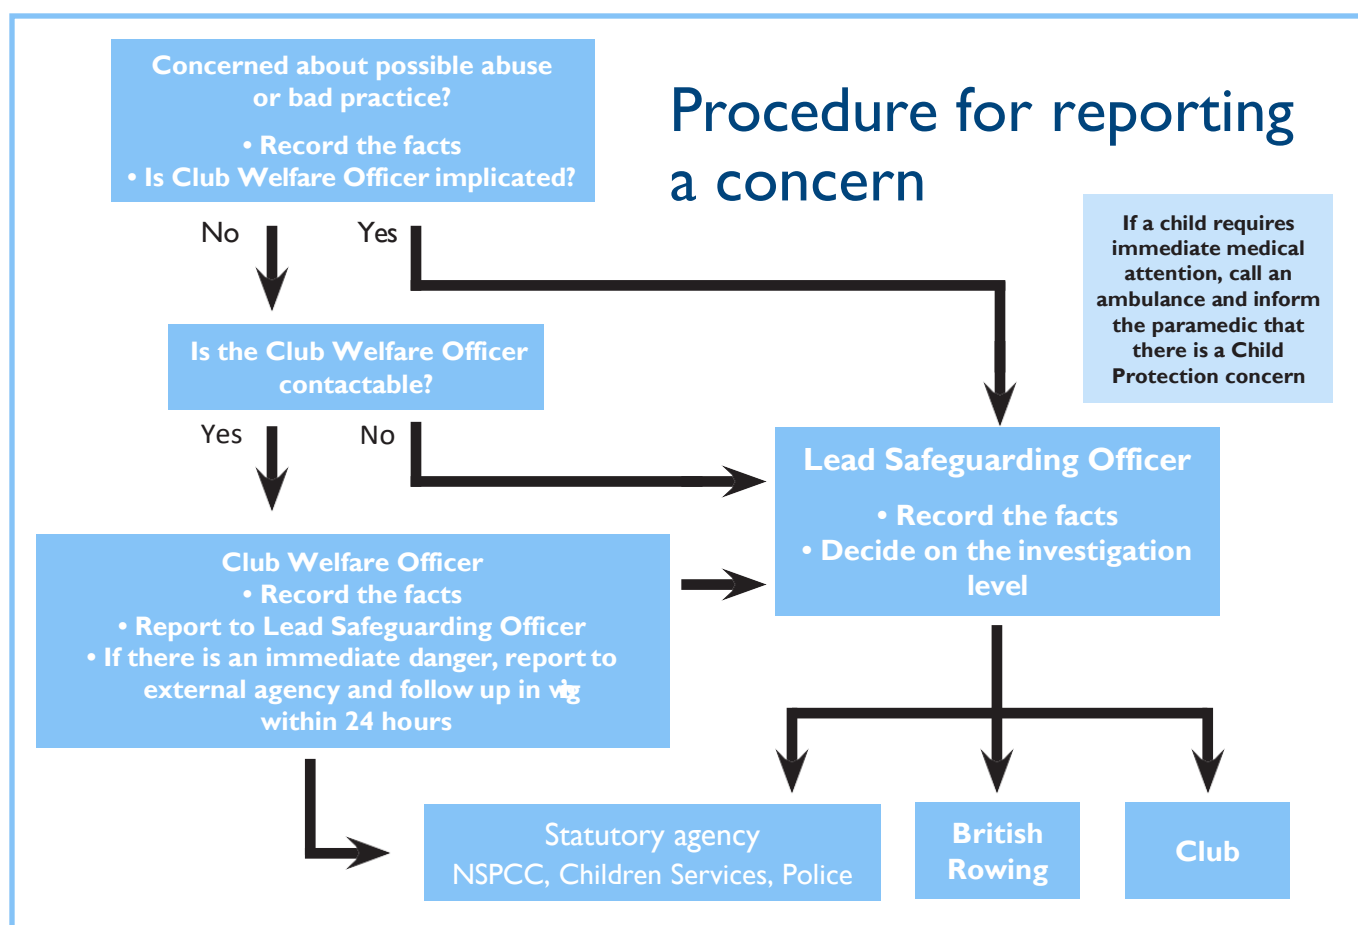 Concerned about possible abuse
or bad practice?
• Record the facts
• Is Club Welfare Officer implicated?
Procedure for reporting
a concern
If a child requires
immediate medical
attention, call an
ambulance and inform
the paramedic that
there is a Child
Protection concern
No
Yes
Is the Club Welfare Officer
contactable?
Yes
No
Lead Safeguarding Officer
• Record the facts
• Decide on the investigation
level
Club Welfare Officer
• Record the facts
• Report to Lead Safeguarding Officer
• If there is an immediate danger, report to
external agency and follow up in
within 24 hours
Statutory agency
NSPCC, Children Services, Police
British
Rowing
Club